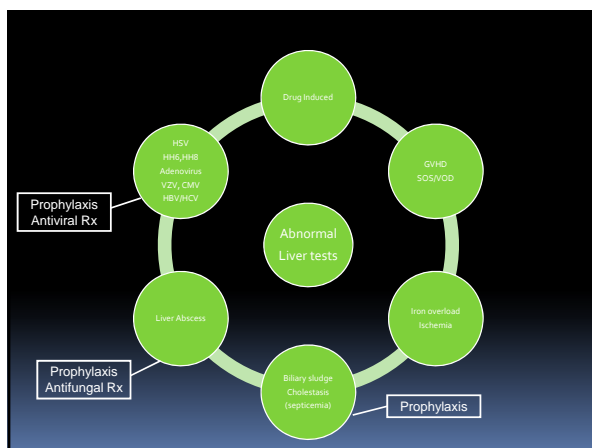 Drug Induced
HSV
HH6,HH8
Adenovirus
VZV, CMV
HBV/HCV
GVHD
SOS/VOD
Prophylaxis
Antiviral Rx
Abnormal
Liver tests
Liver Abscess
Iron overload
Ischemia
Prophylaxis
Antifungal Rx
Biliary sludge
Cholestasis
(septicemia)
Prophylaxis